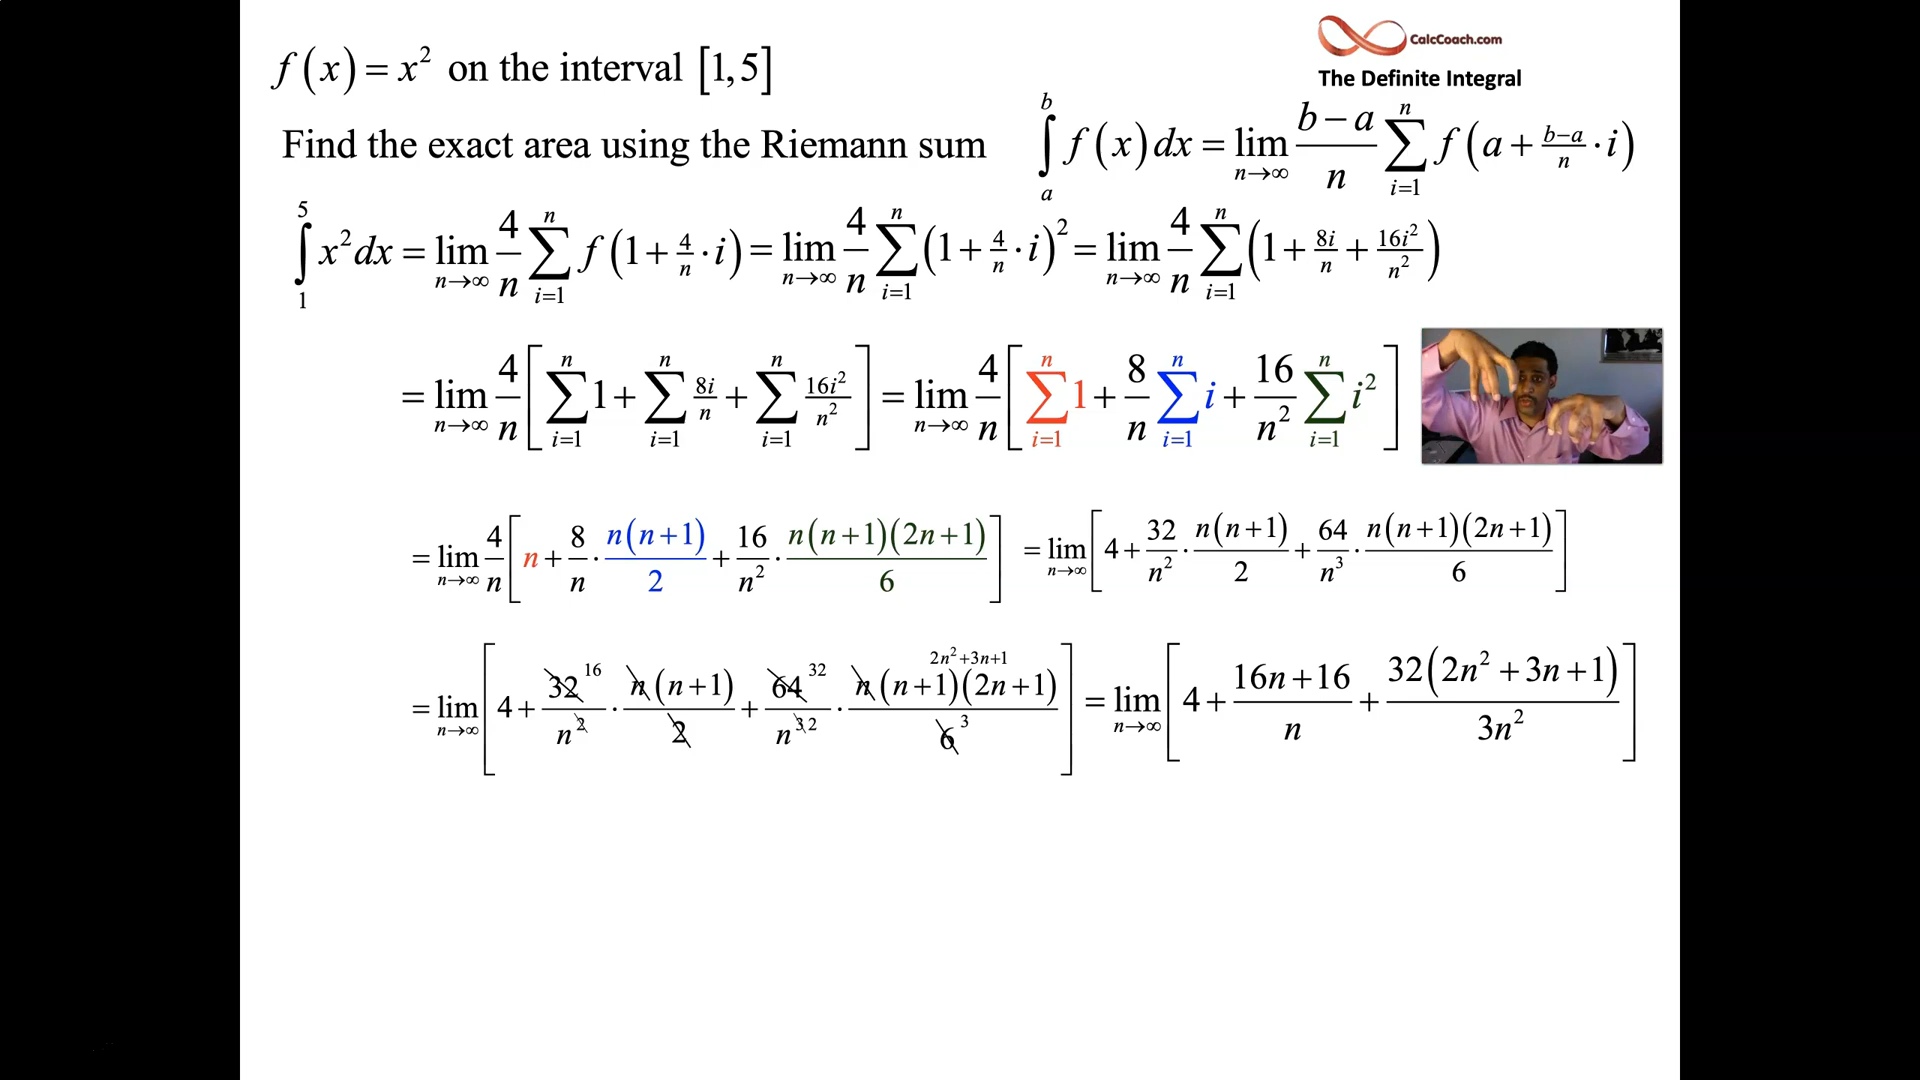 CalcCoach.com
The Definite Integral
f(x) = x² on the interval [1,5]
Find the exact area using the Riemann sum ∫_a^b f(x)dx = lim_{n→∞} (b−a)/n ∑_{i=1}^n f(a + (b−a)/n · i)
∫_1^5 x²dx = lim_{n→∞} 4/n ∑_{i=1}^n f(1 + 4/n · i) = lim_{n→∞} 4/n ∑_{i=1}^n (1 + 4/n · i)² = lim_{n→∞} 4/n ∑_{i=1}^n (1 + 8i/n + 16i²/n²)
= lim_{n→∞} 4/n [∑_{i=1}^n 1 + ∑_{i=1}^n 8i/n + ∑_{i=1}^n 16i²/n²] = lim_{n→∞} 4/n [∑_{i=1}^n 1 + 8/n ∑_{i=1}^n i + 16/n² ∑_{i=1}^n i²]
= lim_{n→∞} 4/n [n + 8/n · n(n+1)/2 + 16/n² · n(n+1)(2n+1)/6] = lim_{n→∞} [4 + 32/n² · n(n+1)/2 + 64/n³ · n(n+1)(2n+1)/6]
= lim_{n→∞} [4 + 32 16/n² · n(n+1)/2 + 64 32/n³ 2 · n(n+1)(2n+1) 2n²+3n+1/6 3] = lim_{n→∞} [4 + (16n+16)/n + 32(2n²+3n+1)/3n²]